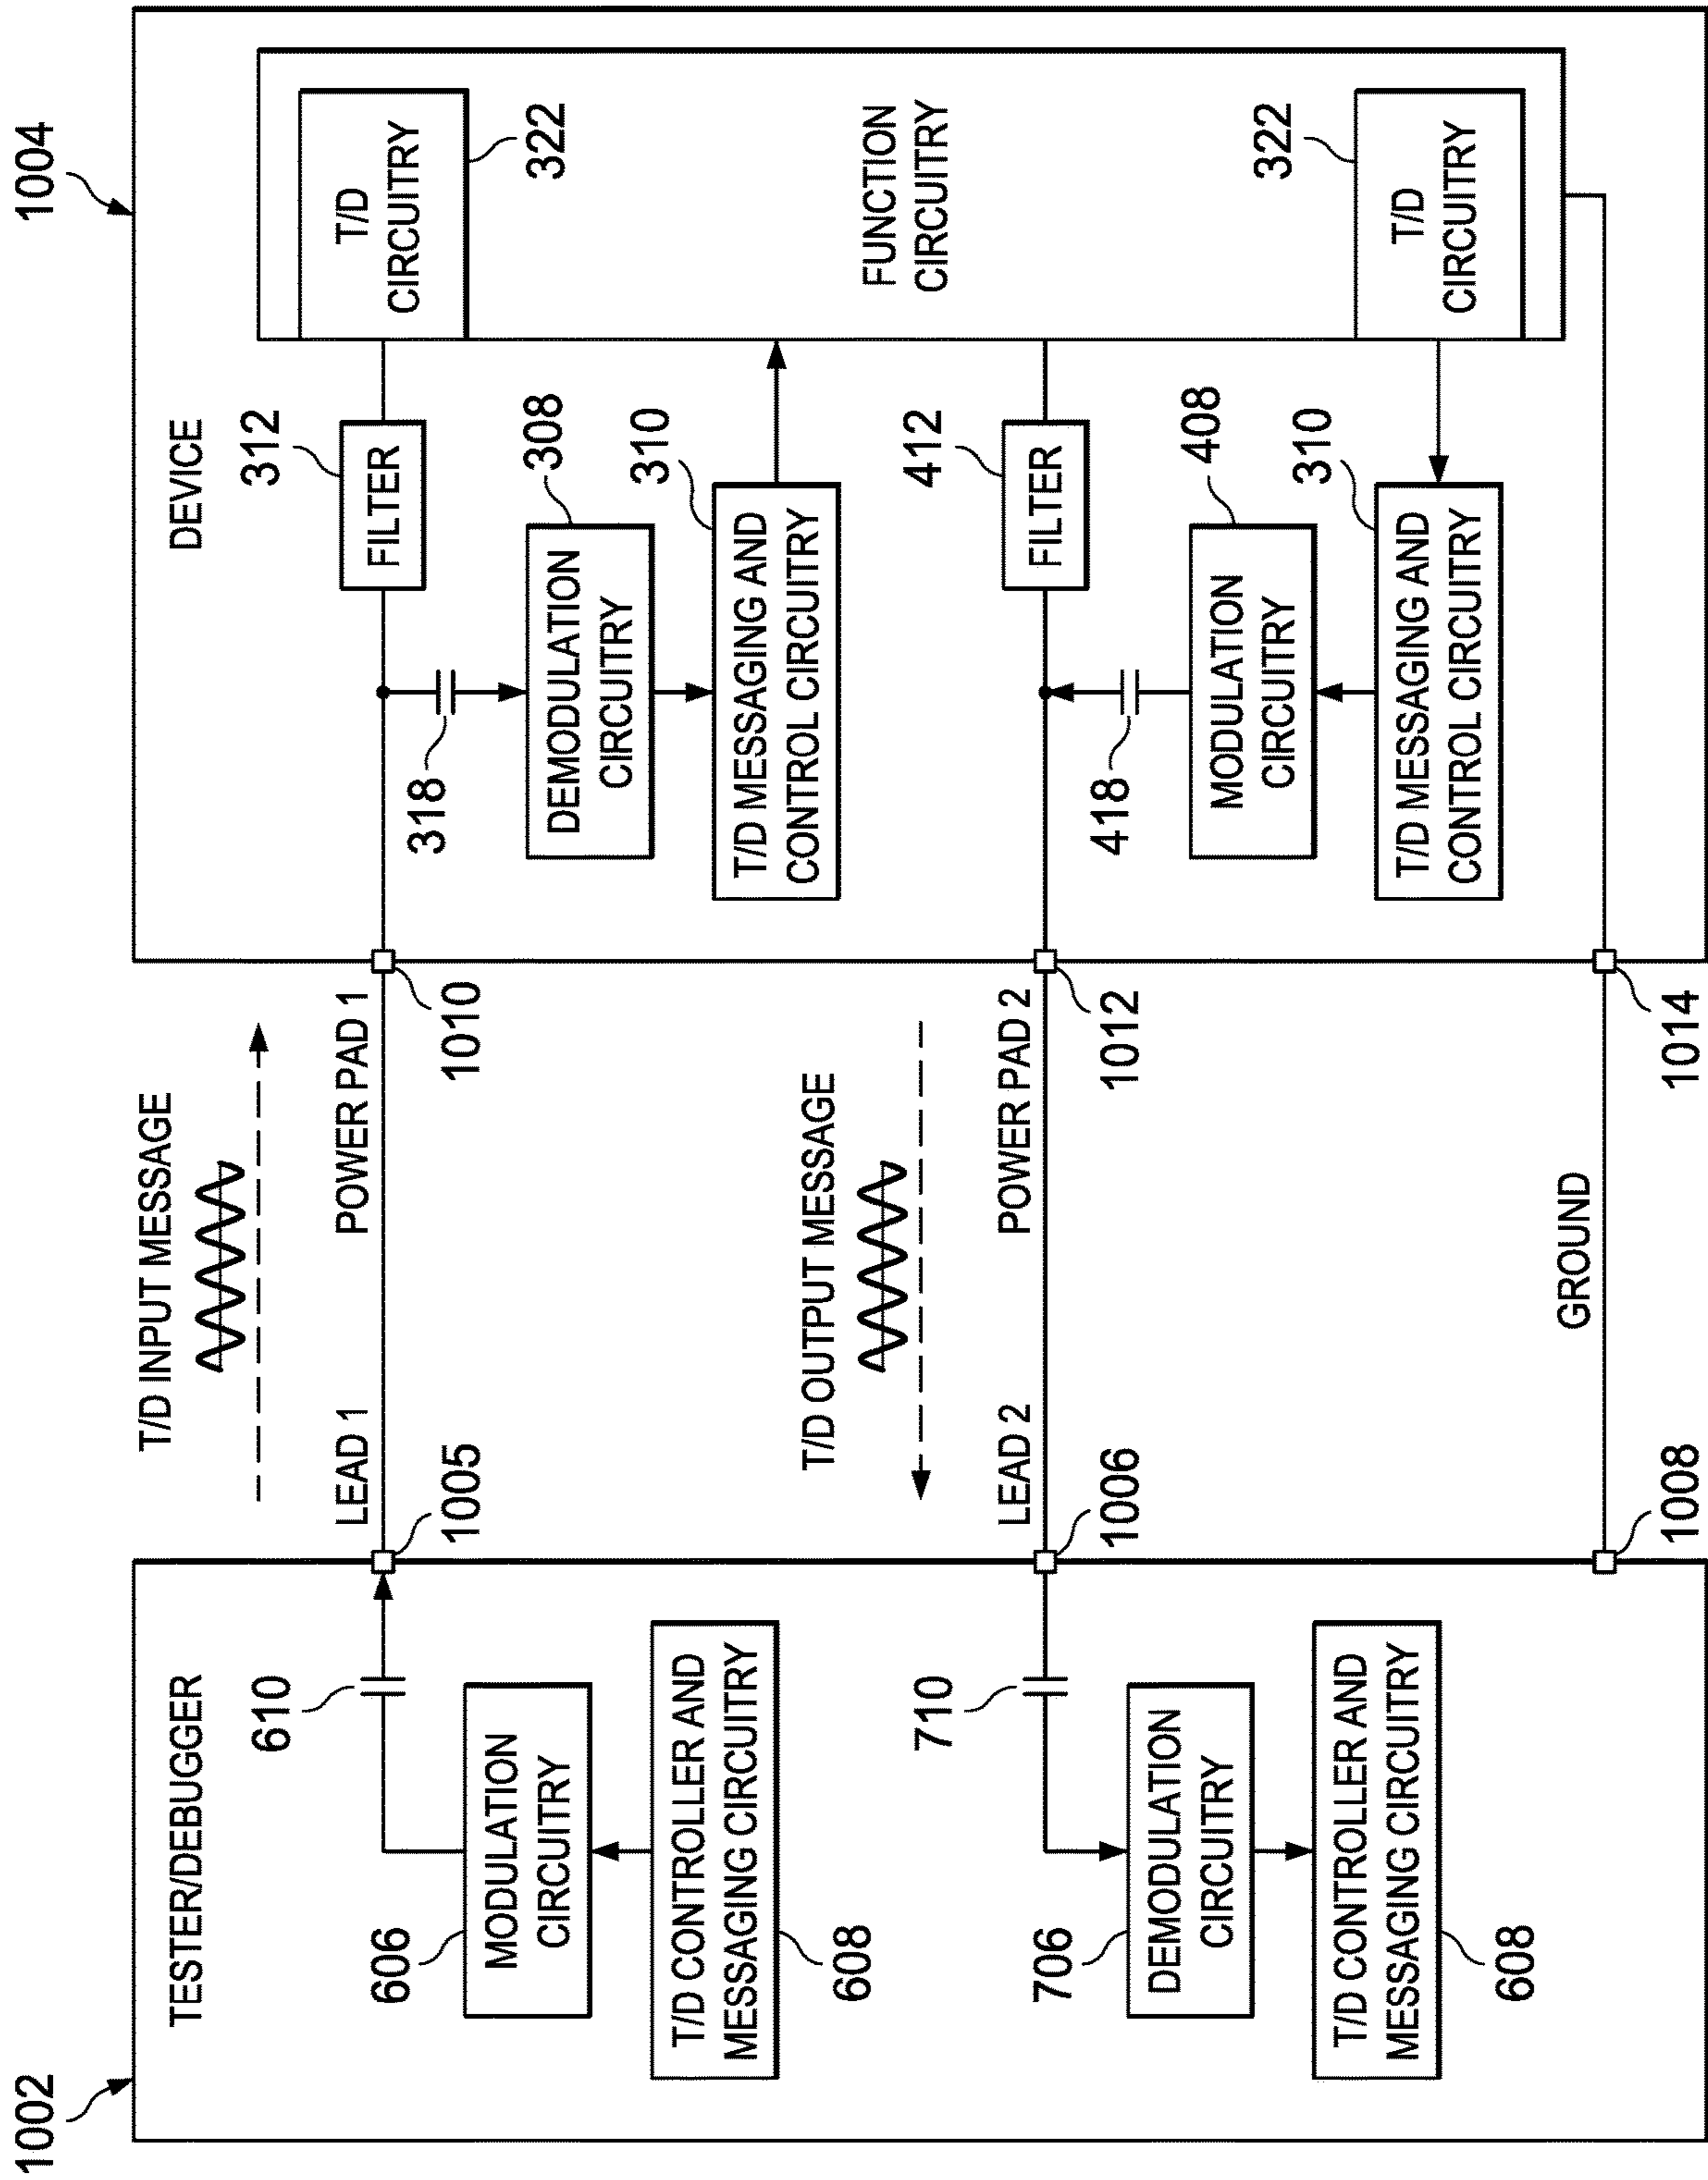 1002
TESTER/DEBUGGER
610
606
MODULATION
CIRCUITRY
T/D CONTROLLER AND
MESSAGING CIRCUITRY
608
710
706
DEMODULATION
CIRCUITRY
T/D CONTROLLER AND
MESSAGING CIRCUITRY
608
T/D INPUT MESSAGE
LEAD 1
POWER PAD 1
1005
1010
T/D OUTPUT MESSAGE
LEAD 2
POWER PAD 2
1006
1012
GROUND
1008
1014
1004
DEVICE
312
FILTER
318
DEMODULATION
CIRCUITRY
308
T/D MESSAGING AND
CONTROL CIRCUITRY
310
412
FILTER
418
MODULATION
CIRCUITRY
408
T/D MESSAGING AND
CONTROL CIRCUITRY
310
T/D
CIRCUITRY
322
FUNCTION
CIRCUITRY
322
T/D
CIRCUITRY